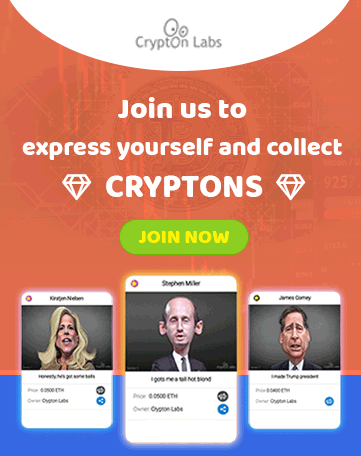 CryptOn Labs
Join us to
express yourself and collect
CRYPTONS
JOIN NOW
Kirstjen Nielsen
Honestly, he's got some balls
Price: 0.0500 ETH
Owner: Crypton Labs
Stephen Miller
I gots me a tall hot blond
Price: 0.0500 ETH
Owner: Crypton Labs
James Comey
I made Trump president
Price: 0.0400 ETH
Owner: Crypton Labs